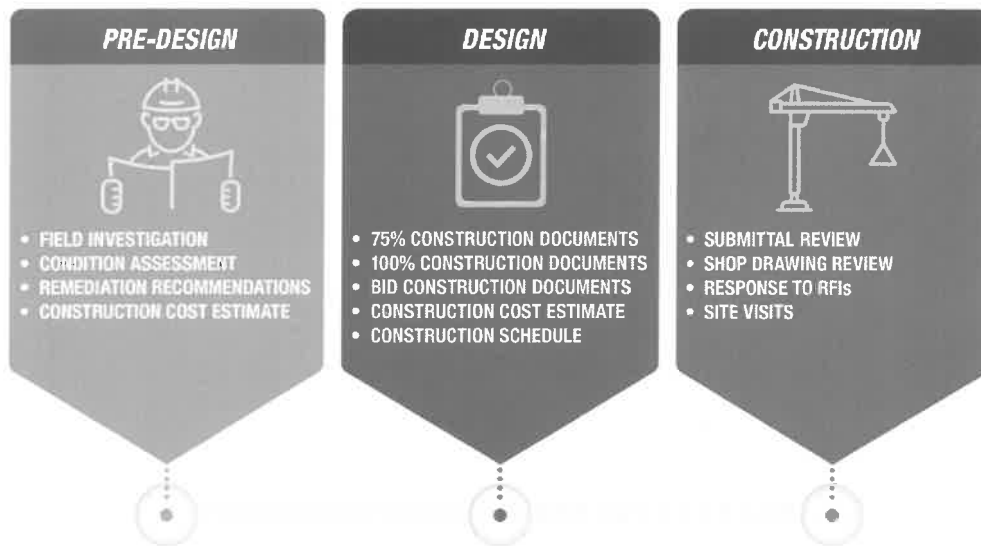 PRE-DESIGN
• FIELD INVESTIGATION
• CONDITION ASSESSMENT
• REMEDIATION RECOMMENDATIONS
• CONSTRUCTION COST ESTIMATE
DESIGN
• 75% CONSTRUCTION DOCUMENTS
• 100% CONSTRUCTION DOCUMENTS
• BID CONSTRUCTION DOCUMENTS
• CONSTRUCTION COST ESTIMATE
• CONSTRUCTION SCHEDULE
CONSTRUCTION
• SUBMITTAL REVIEW
• SHOP DRAWING REVIEW
• RESPONSE TO RFIs
• SITE VISITS